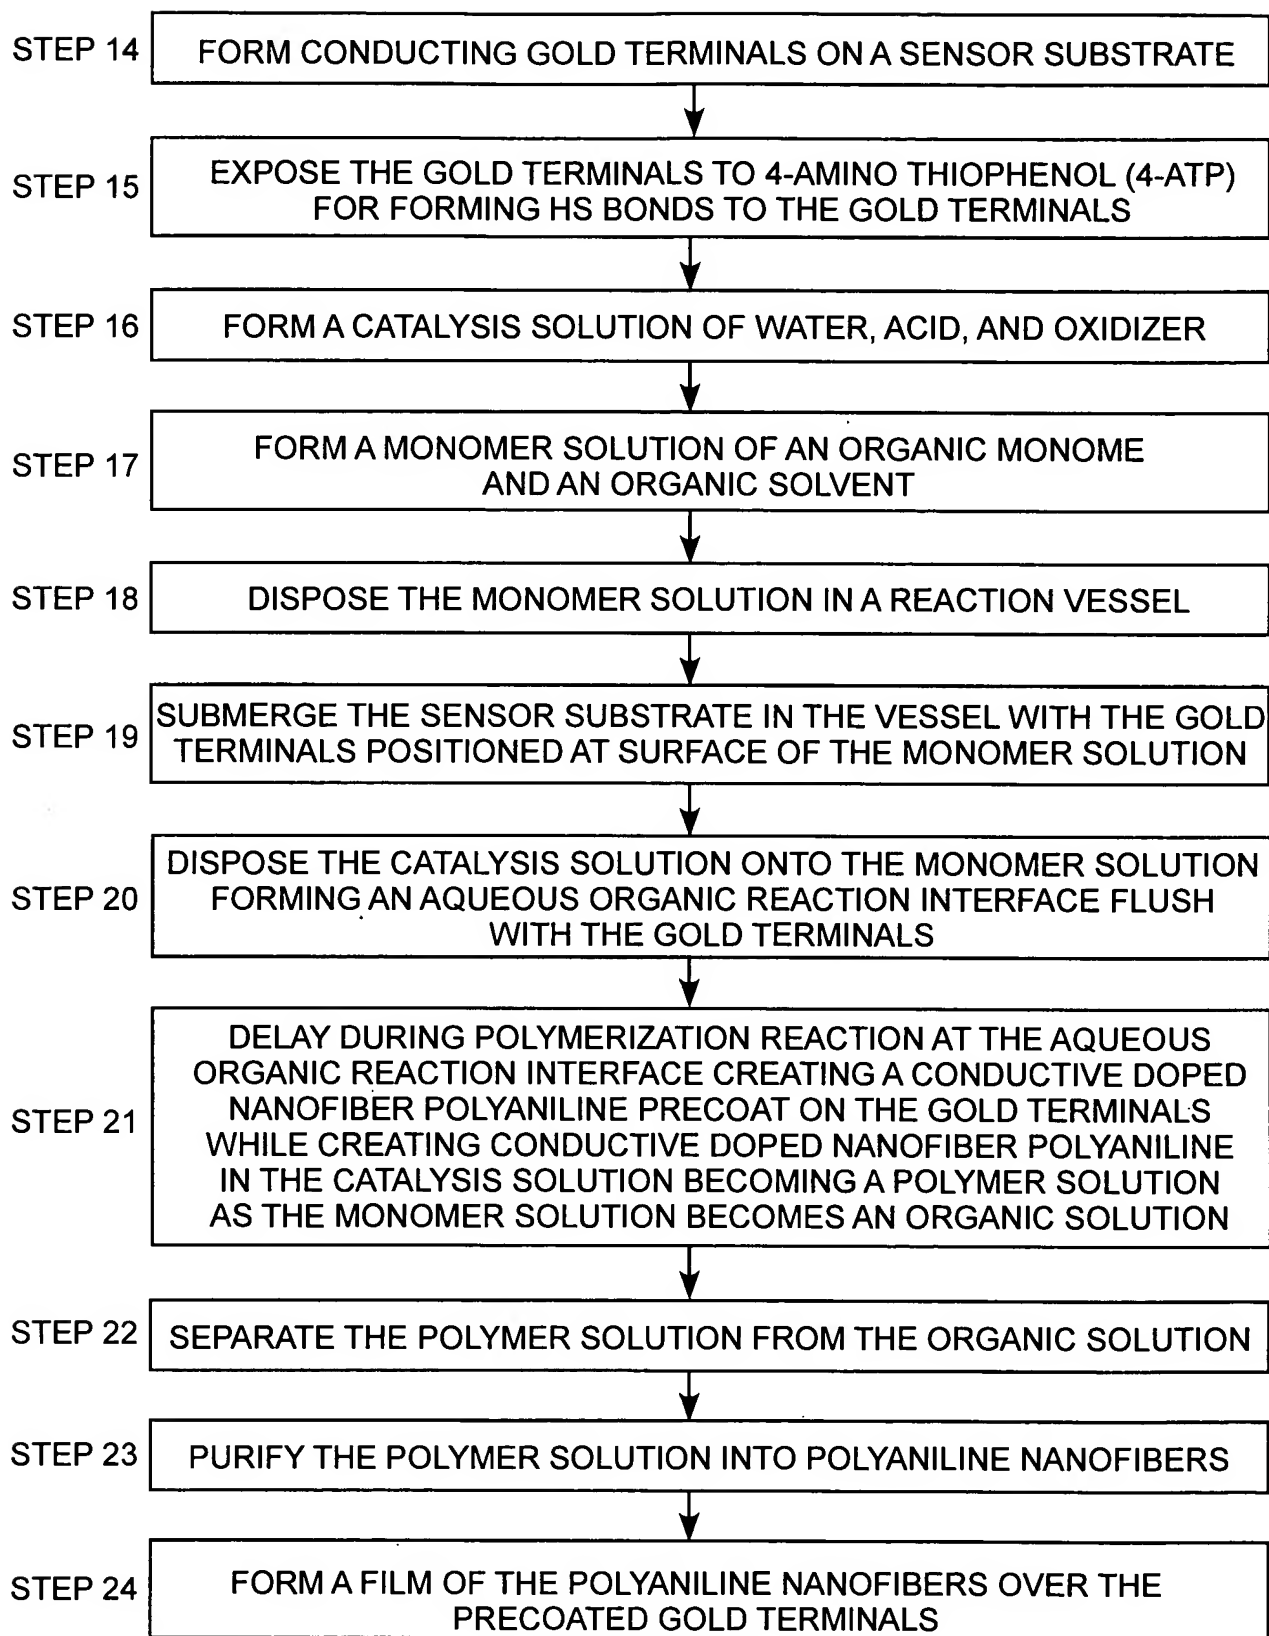 STEP 14
FORM CONDUCTING GOLD TERMINALS ON A SENSOR SUBSTRATE
STEP 15
EXPOSE THE GOLD TERMINALS TO 4-AMINO THIOPHENOL (4-ATP)
FOR FORMING HS BONDS TO THE GOLD TERMINALS
STEP 16
FORM A CATALYSIS SOLUTION OF WATER, ACID, AND OXIDIZER
STEP 17
FORM A MONOMER SOLUTION OF AN ORGANIC MONOME
AND AN ORGANIC SOLVENT
STEP 18
DISPOSE THE MONOMER SOLUTION IN A REACTION VESSEL
STEP 19
SUBMERGE THE SENSOR SUBSTRATE IN THE VESSEL WITH THE GOLD
TERMINALS POSITIONED AT SURFACE OF THE MONOMER SOLUTION
STEP 20
DISPOSE THE CATALYSIS SOLUTION ONTO THE MONOMER SOLUTION
FORMING AN AQUEOUS ORGANIC REACTION INTERFACE FLUSH
WITH THE GOLD TERMINALS
STEP 21
DELAY DURING POLYMERIZATION REACTION AT THE AQUEOUS
ORGANIC REACTION INTERFACE CREATING A CONDUCTIVE DOPED
NANOFIBER POLYANILINE PRECOAT ON THE GOLD TERMINALS
WHILE CREATING CONDUCTIVE DOPED NANOFIBER POLYANILINE
IN THE CATALYSIS SOLUTION BECOMING A POLYMER SOLUTION
AS THE MONOMER SOLUTION BECOMES AN ORGANIC SOLUTION
STEP 22
SEPARATE THE POLYMER SOLUTION FROM THE ORGANIC SOLUTION
STEP 23
PURIFY THE POLYMER SOLUTION INTO POLYANILINE NANOFIBERS
STEP 24
FORM A FILM OF THE POLYANILINE NANOFIBERS OVER THE
PRECOATED GOLD TERMINALS